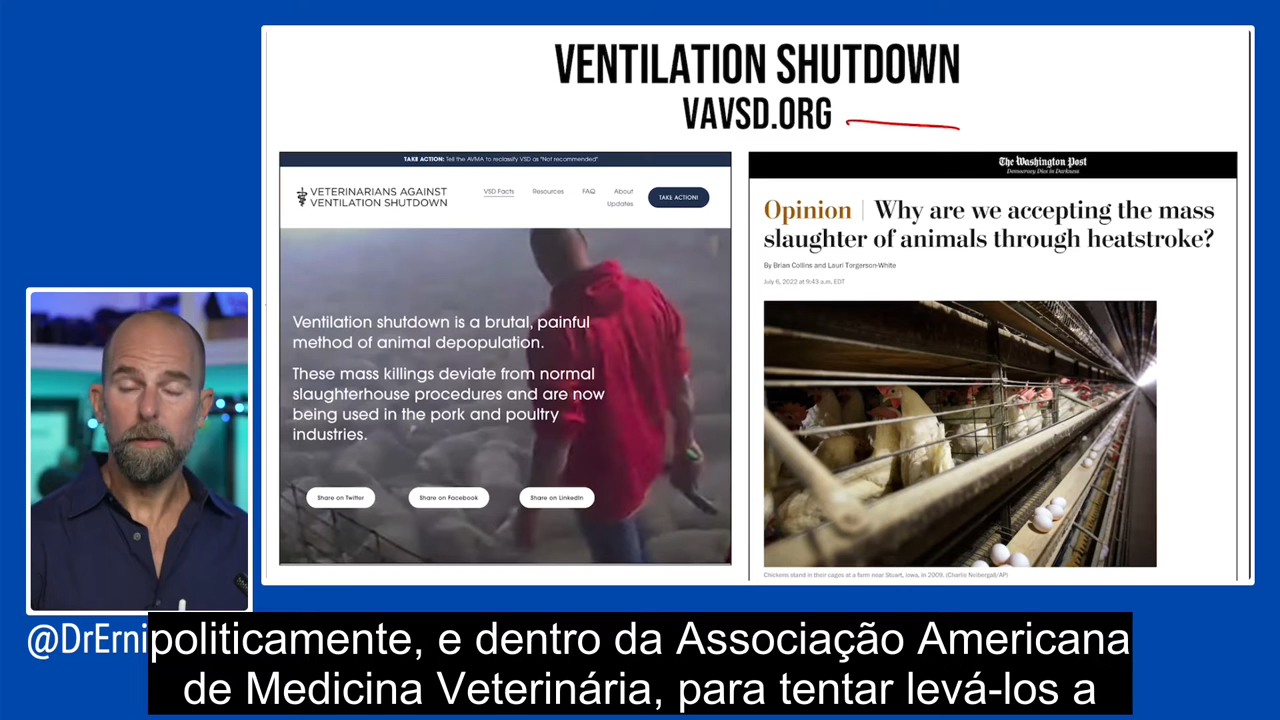 VENTILATION SHUTDOWN
VAVSD.ORG
TAKE ACTION: Tell the AVMA to reclassify VSD as "Not recommended"
VETERINARIANS AGAINST
VENTILATION SHUTDOWN
VSD Facts Resources FAQ About
Updates
TAKE ACTION!
Ventilation shutdown is a brutal, painful
method of animal depopulation.
These mass killings deviate from normal
slaughterhouse procedures and are now
being used in the pork and poultry
industries.
Share on Twitter Share on Facebook Share on LinkedIn
The Washington Post
Democracy Dies in Darkness
Opinion | Why are we accepting the mass
slaughter of animals through heatstroke?
By Brian Collins and Lauri Torgerson-White
July 6, 2022 at 9:43 a.m. EDT
Chickens stand in their cages at a farm near Stuart, Iowa, in 2009. (Charlie Neibergall/AP)
@DrErni
politicamente, e dentro da Associação Americana
de Medicina Veterinária, para tentar levá-los a